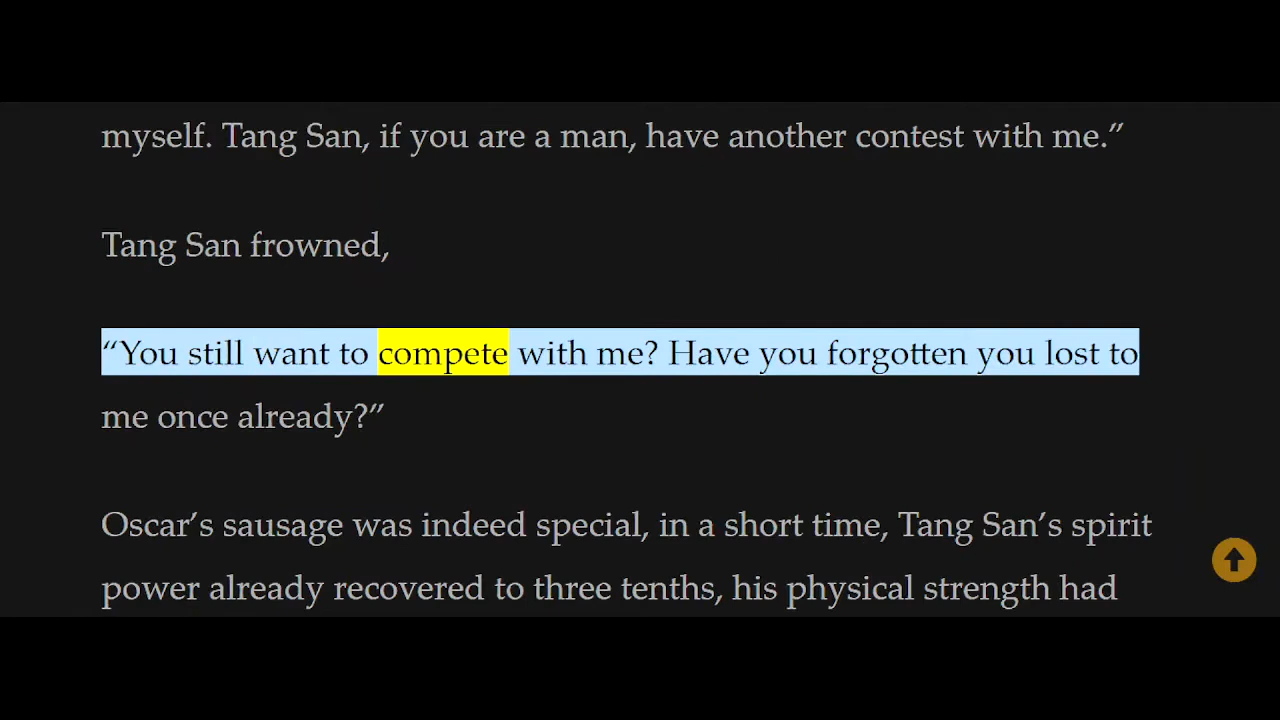 myself. Tang San, if you are a man, have another contest with me.”
Tang San frowned,
“You still want to compete with me? Have you forgotten you lost to
me once already?”
Oscar’s sausage was indeed special, in a short time, Tang San’s spirit
power already recovered to three tenths, his physical strength had